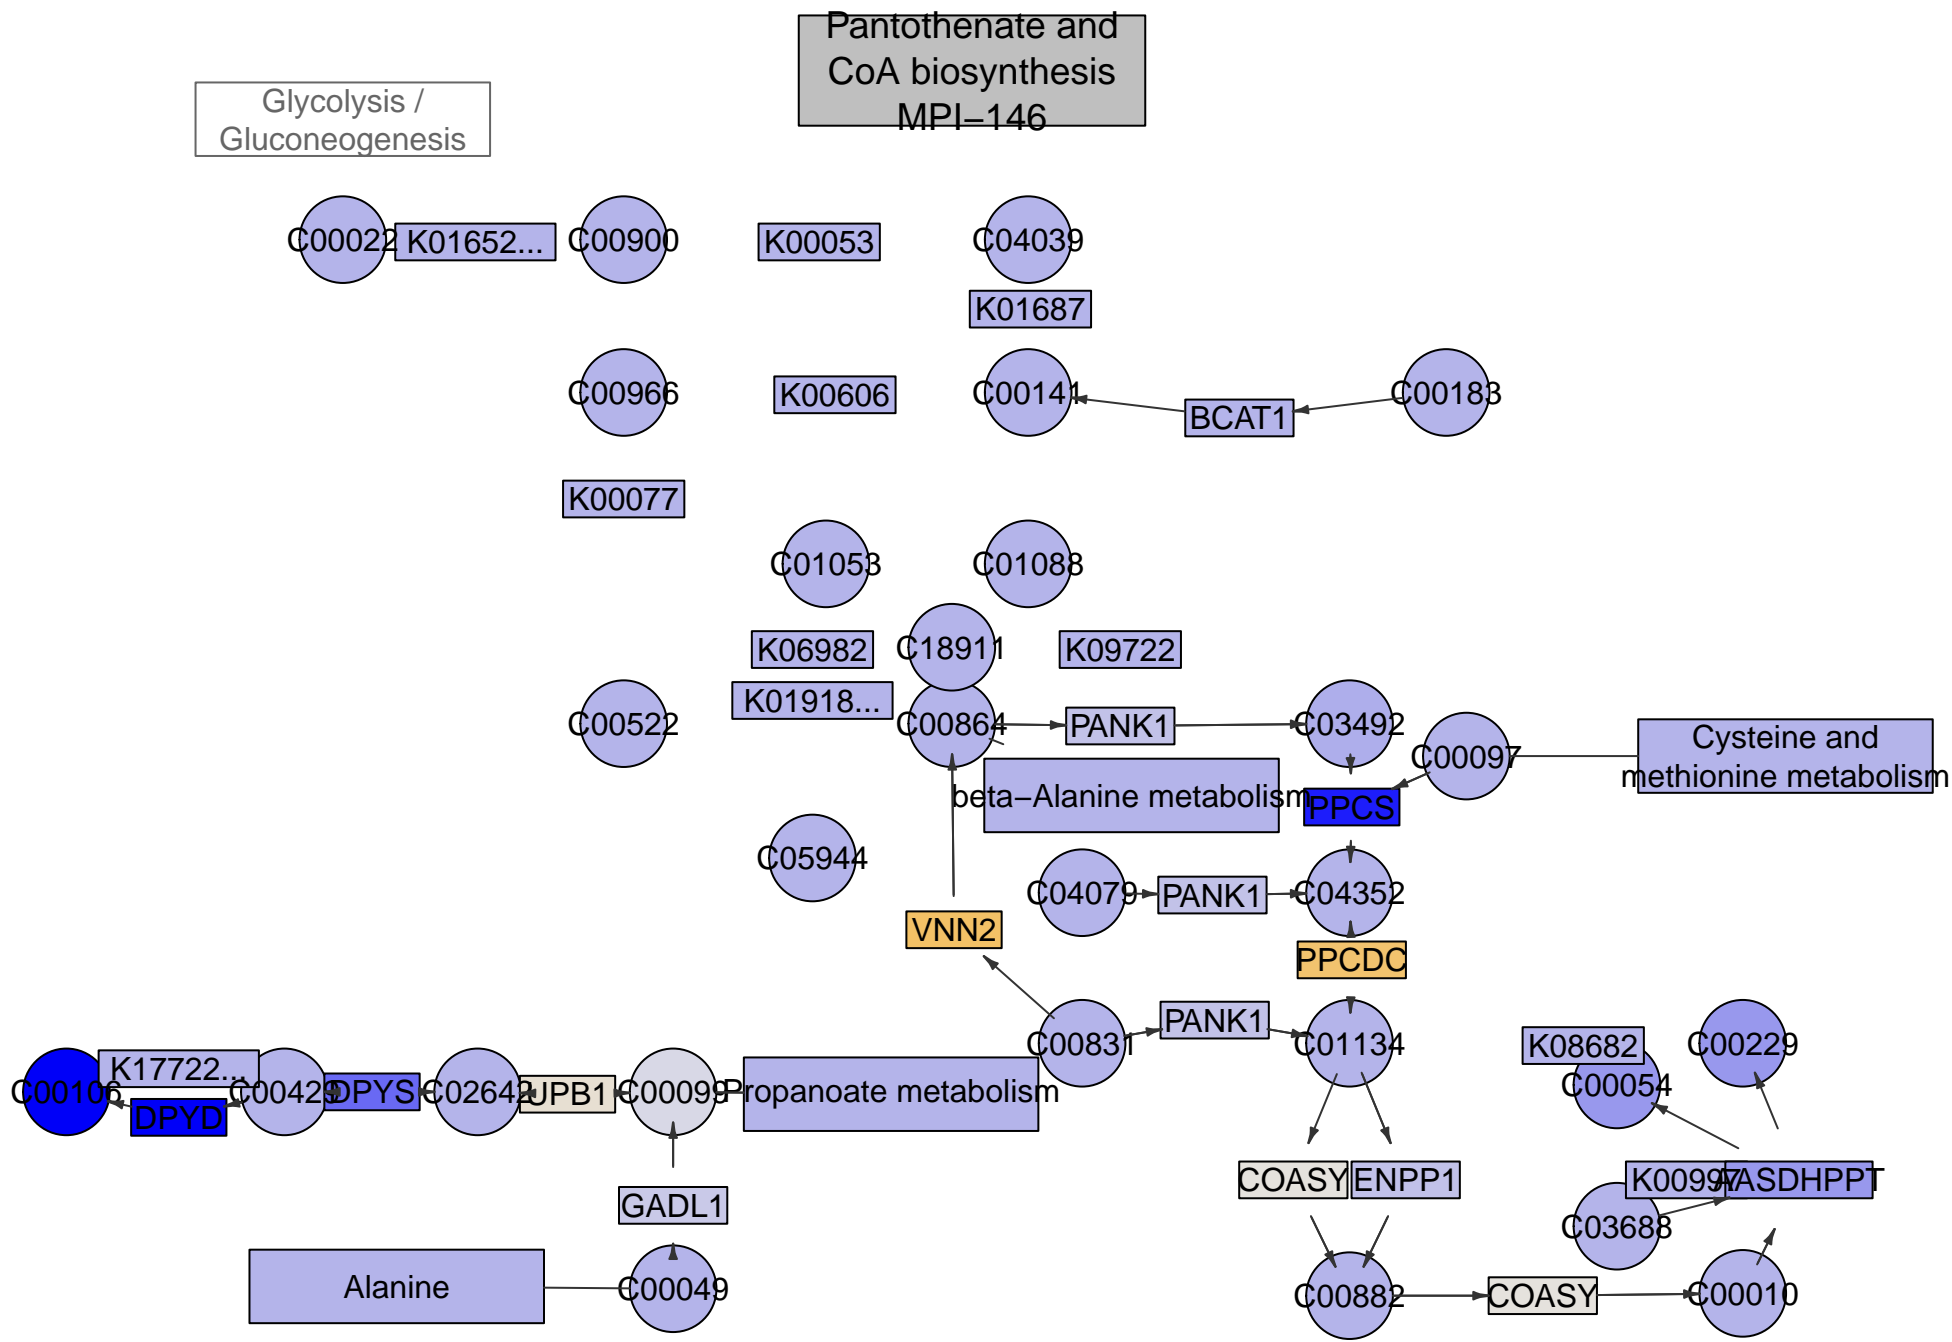 Pantothenate and
CoA biosynthesis
MPI−146
Glycolysis /
Gluconeogenesis
C00022
K01652...
C00900
K00053
C04039
K01687
C00966
K00606
C00141
BCAT1
C00183
K00077
C01053
C01088
K06982
C18911
K09722
K01918...
C00522
C00864
PANK1
C03492
C00097
Cysteine and
methionine metabolism
beta−Alanine metabolism
PPCS
C05944
C04079
PANK1
C04352
VNN2
PPCDC
C00831
PANK1
C01134
K08682
C00229
C00054
C00106
K17722...
DPYD
C00429
DPYS
C02642
UPB1
C00099
Propanoate metabolism
COASY
ENPP1
K00997
AASDHPPT
GADL1
C03688
Alanine
C00049
C00882
COASY
C00010